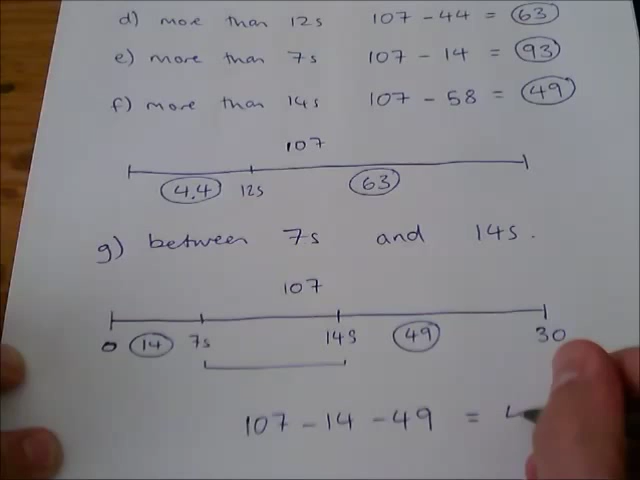 d) more than 12s 107 - 44 = 63
e) more than 7s 107 - 14 = 93
f) more than 14s 107 - 58 = 49
107
4.4 12s 63
g) between 7s and 14s.
107
0 14 7s 14s 49 30
107 - 14 - 49 = 4